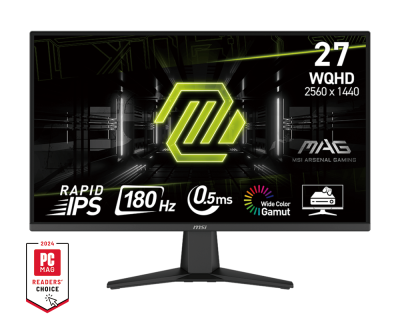 27
WQHD
2560 x 1440
MAG
MSI ARSENAL GAMING
RAPID
IPS
180Hz
0.5ms
Wide Color
Gamut
msi
2024
PC
MAG
READERS'
CHOICE